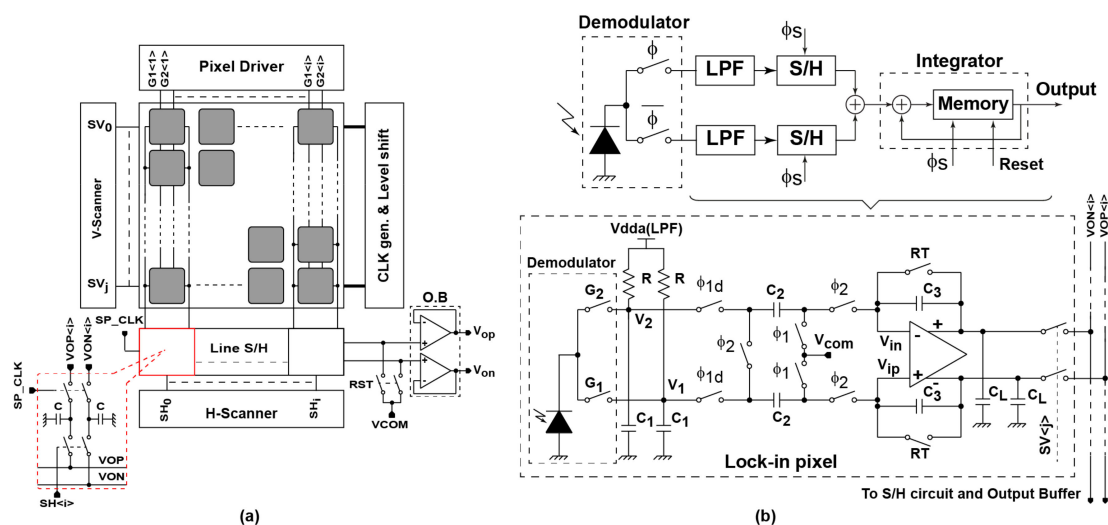 Pixel Driver
G1<1>
G2<1>
G1<i>
G2<i>
V-Scanner
SV0
SVj
CLK gen. & Level shift
SP_CLK
VOP<i>
VON<i>
SP_CLK
C
C
VOP
VON
SH<i>
Line S/H
SH0
SHi
H-Scanner
RST
VCOM
O.B
-
+
Vop
+
-
Von
(a)
Demodulator
ϕ
ϕ̅
LPF
LPF
ϕS
S/H
S/H
ϕS
+
Integrator
+
Memory
Output
ϕS
Reset
VON<i>
VOP<i>
Vdda(LPF)
Demodulator
R
R
G2
G1
V2
V1
C1
C1
ϕ1d
ϕ1d
ϕ2
C2
C2
ϕ1
ϕ1
Vcom
ϕ2
ϕ2
RT
C3
Vin
Vip
-
+
+
-
C3
RT
CL
CL
SV<j>
Lock-in pixel
To S/H circuit and Output Buffer
(b)